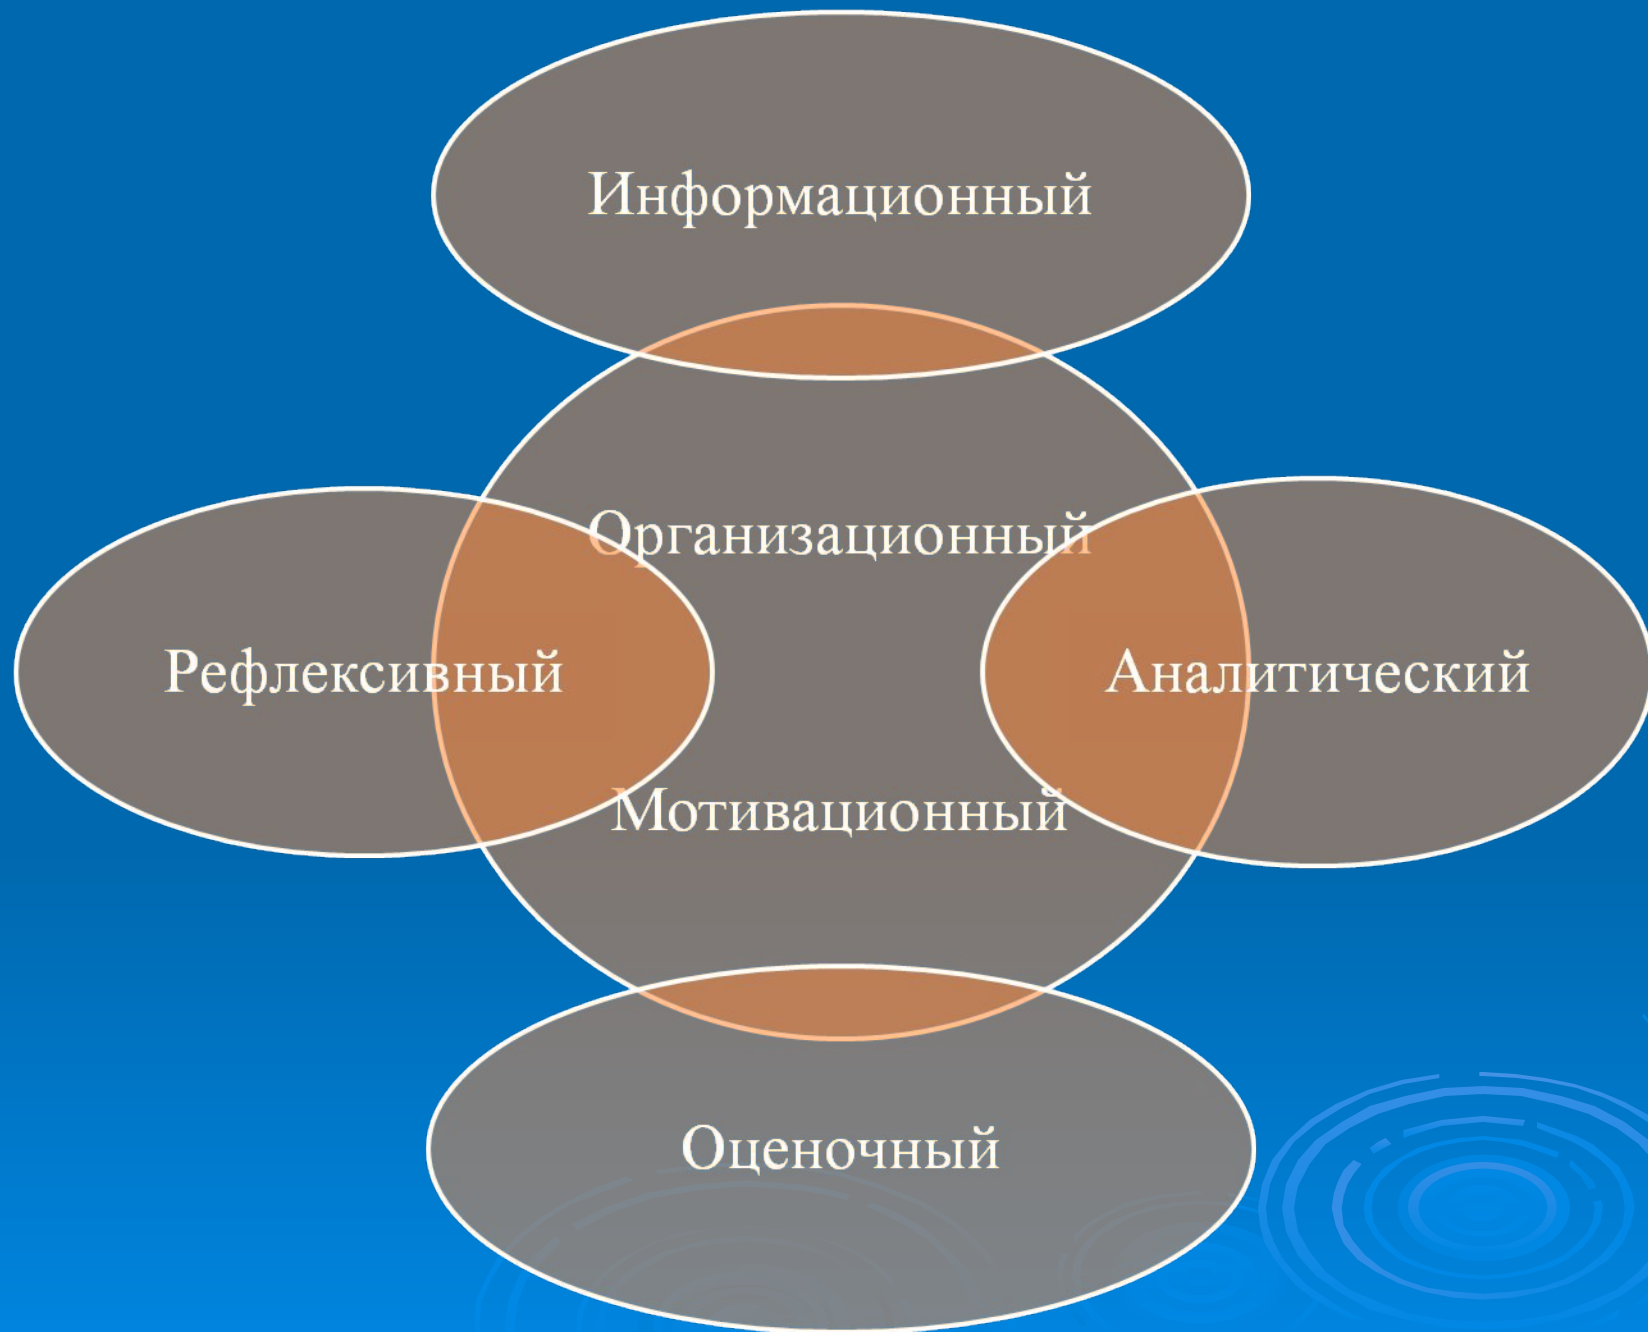 Информационный
Организационный
Рефлексивный
Аналитический
Мотивационный
Оценочный